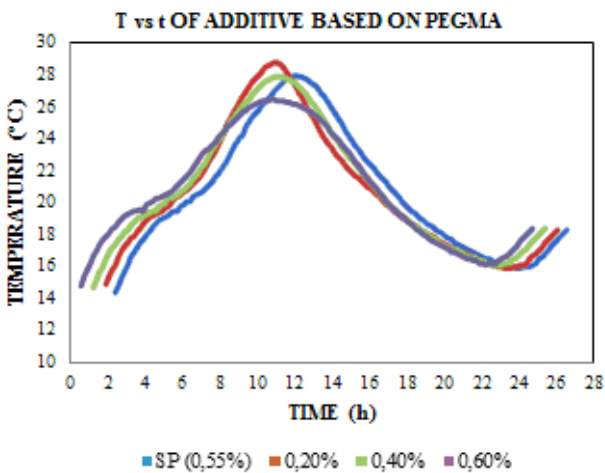 T vs t OF ADDITIVE BASED ON PEGMA
TEMPERATURE (°C)
30
28
26
24
22
20
18
16
14
12
10
0 2 4 6 8 10 12 14 16 18 20 22 24 26 28
TIME (h)
SP (0,55%) 0,20% 0,40% 0,60%